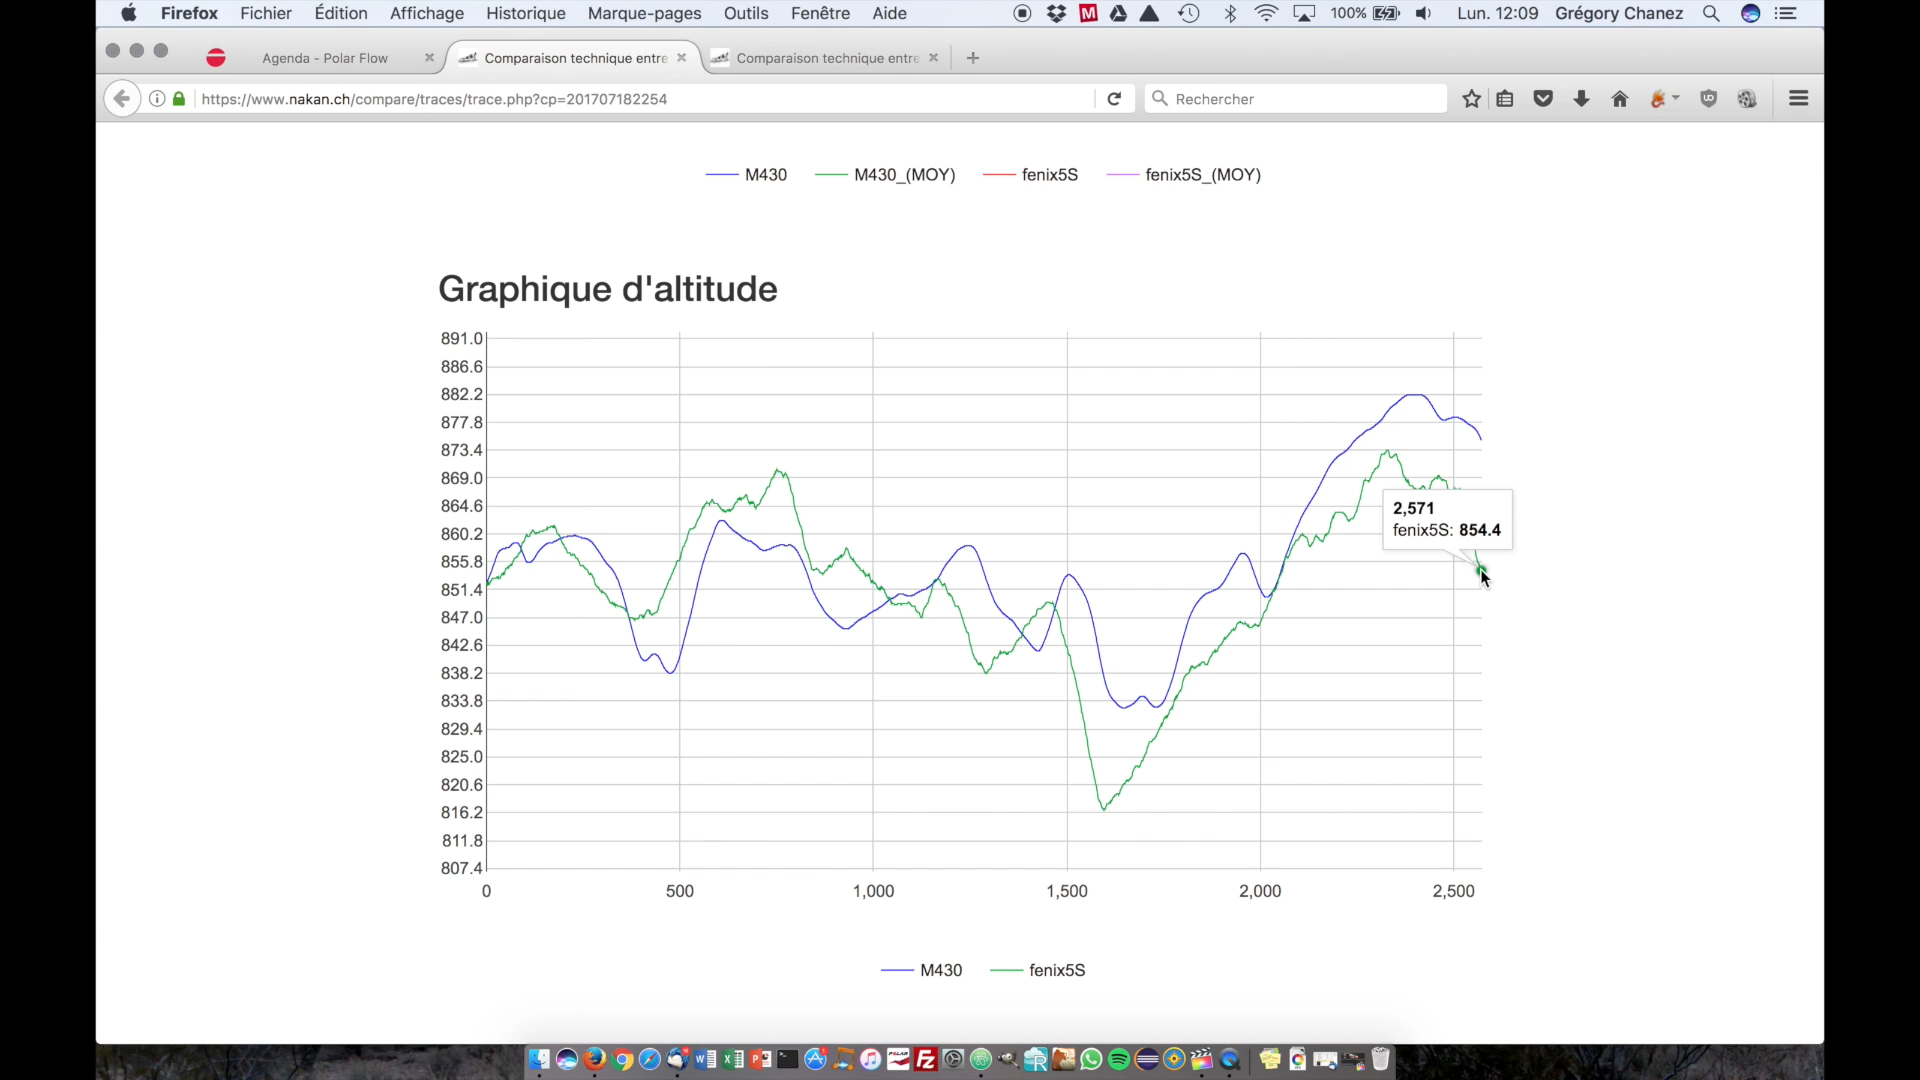 Firefox Fichier Édition Affichage Historique Marque-pages Outils Fenêtre Aide 100% Lun. 12:09 Grégory Chanez
Agenda - Polar Flow Comparaison technique entre Comparaison technique entre
https://www.nakan.ch/compare/traces/trace.php?cp=201707182254 Rechercher
M430 M430_(MOY) fenix5S fenix5S_(MOY)
Graphique d'altitude
891.0
886.6
882.2
877.8
873.4
869.0
864.6
860.2
855.8
851.4
847.0
842.6
838.2
833.8
829.4
825.0
820.6
816.2
811.8
807.4
2,571
fenix5S: 854.4
0 500 1,000 1,500 2,000 2,500
M430 fenix5S